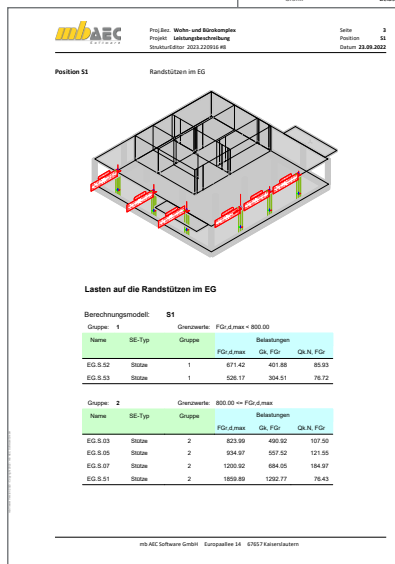 mb AEC
Software
Proj.Bez. Wohn- und Bürokomplex
Projekt Leistungsbeschreibung
StrukturEditor 2023.220916 #8
Seite 3
Position S1
Datum 23.09.2022
Position S1 Randstützen im EG
Lasten auf die Randstützen im EG
Berechnungsmodell: S1
Gruppe: 1 Grenzwerte: FGr,d,max < 800.00
Name SE-Typ Gruppe Belastungen
FGr,d,max Gk, FGr Qk.N, FGr
EG.S.52 Stütze 1 671.42 401.88 85.93
EG.S.53 Stütze 1 526.17 304.51 76.72
Gruppe: 2 Grenzwerte: 800.00 <= FGr,d,max
Name SE-Typ Gruppe Belastungen
FGr,d,max Gk, FGr Qk.N, FGr
EG.S.03 Stütze 2 823.99 490.92 107.50
EG.S.05 Stütze 2 934.97 557.52 121.55
EG.S.07 Stütze 2 1200.92 684.05 184.97
EG.S.51 Stütze 2 1859.89 1292.77 76.43
mb AEC Software GmbH Europaallee 14 67657 Kaiserslautern